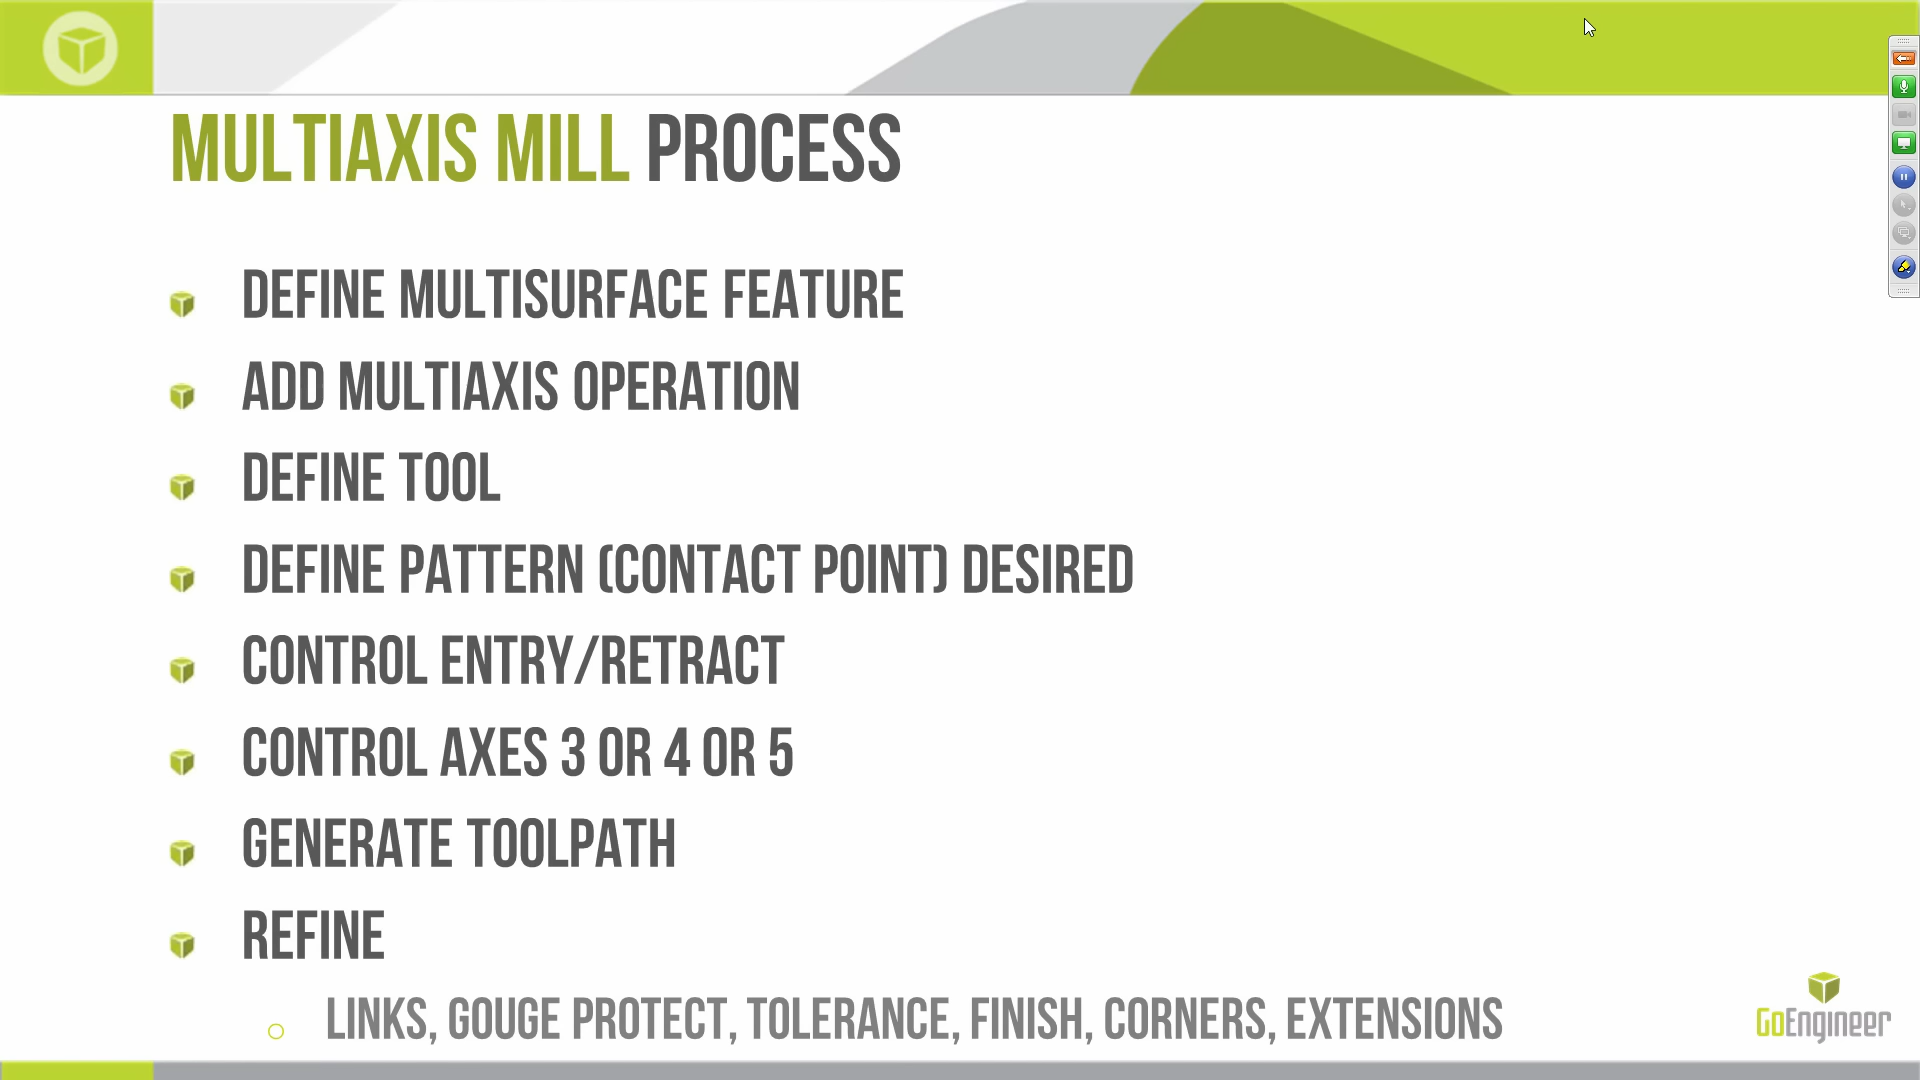 MULTIAXIS MILL PROCESS
DEFINE MULTISURFACE FEATURE
ADD MULTIAXIS OPERATION
DEFINE TOOL
DEFINE PATTERN (CONTACT POINT) DESIRED
CONTROL ENTRY/RETRACT
CONTROL AXES 3 OR 4 OR 5
GENERATE TOOLPATH
REFINE
LINKS, GOUGE PROTECT, TOLERANCE, FINISH, CORNERS, EXTENSIONS
GoEngineer